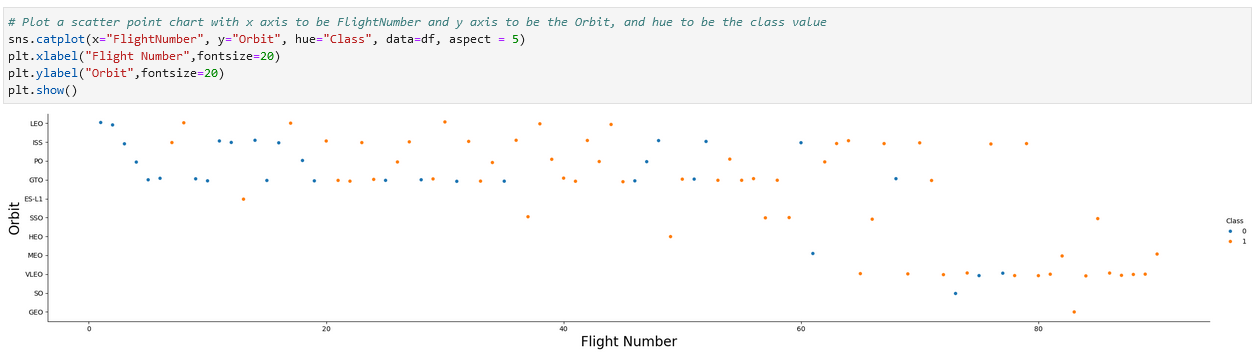 # Plot a scatter point chart with x axis to be FlightNumber and y axis to be the Orbit, and hue to be the class value
sns.catplot(x="FlightNumber", y="Orbit", hue="Class", data=df, aspect = 5)
plt.xlabel("Flight Number",fontsize=20)
plt.ylabel("Orbit",fontsize=20)
plt.show()
LEO
ISS
PO
GTO
ES-L1
SSO
HEO
MEO
VLEO
SO
GEO
Orbit
Class
0
1
0 20 40 60 80
Flight Number